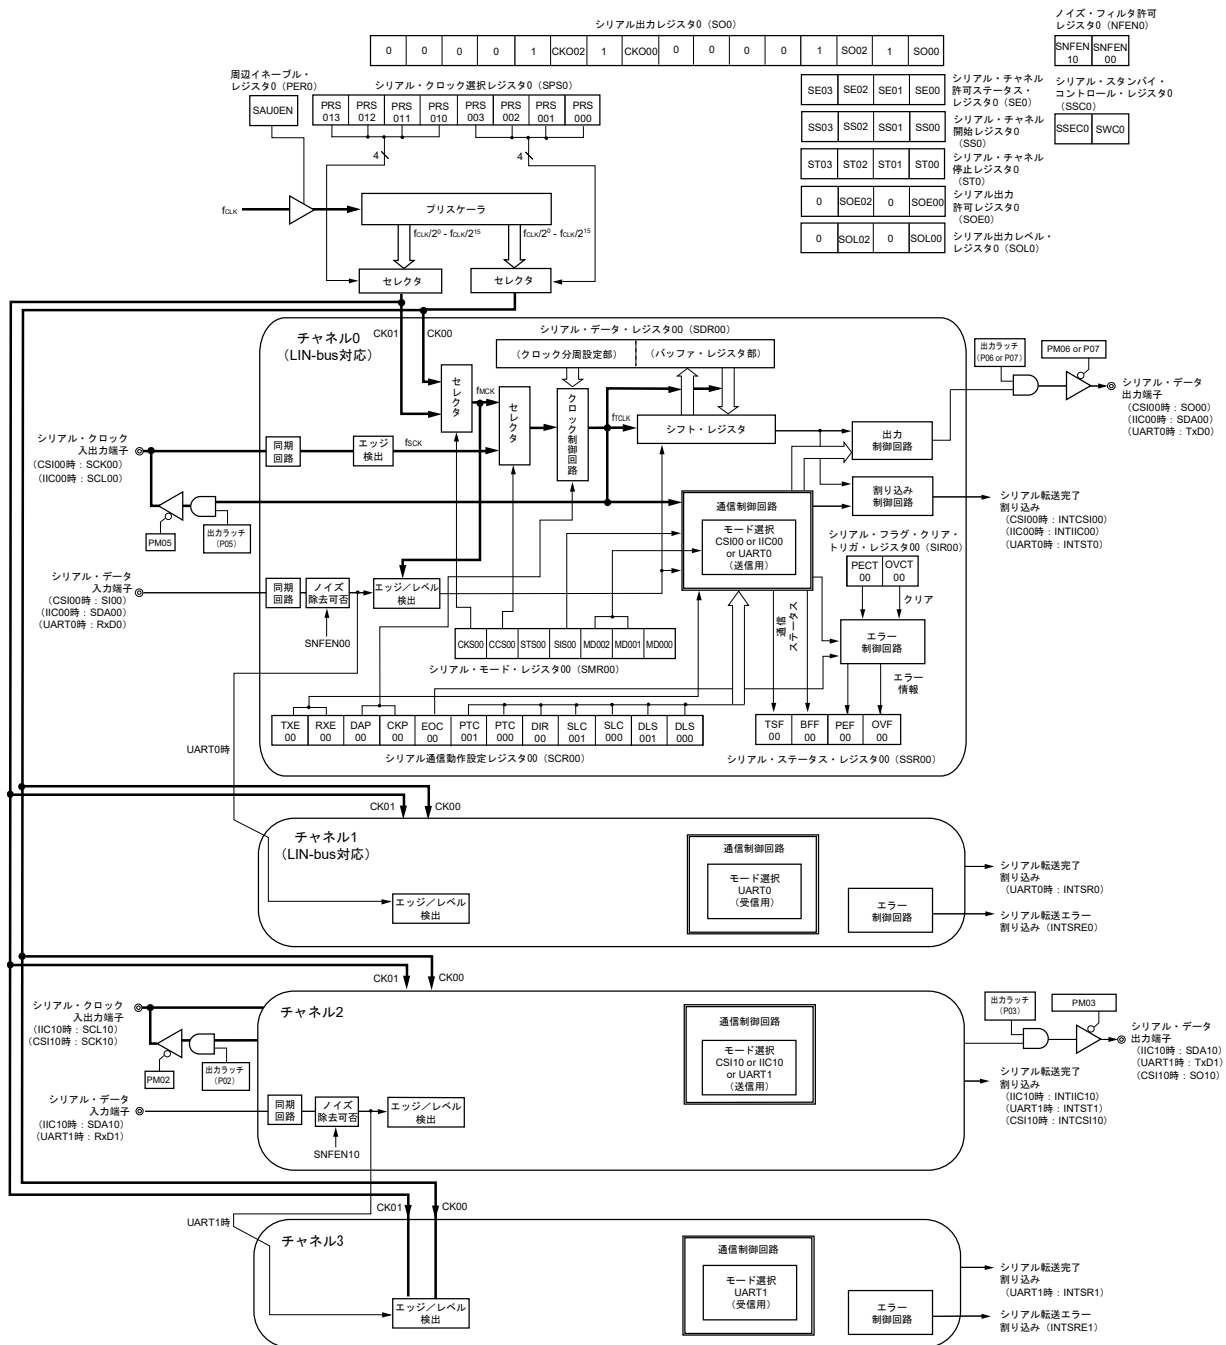 シリアル出力レジスタ0（SO0）
0 0 0 0 1 CKO02 1 CKO00 0 0 0 0 1 SO02 1 SO00
ノイズ・フィルタ許可
レジスタ0（NFEN0）
SNFEN SNFEN
10 00
周辺イネーブル・
レジスタ0（PER0）
SAU0EN
シリアル・クロック選択レジスタ0（SPS0）
PRS PRS PRS PRS PRS PRS PRS PRS
013 012 011 010 003 002 001 000
4
4
SE03 SE02 SE01 SE00
シリアル・チャネル
許可ステータス・
レジスタ0（SE0）
シリアル・スタンバイ・
コントロール・レジスタ0
（SSC0）
SSEC0 SWC0
SS03 SS02 SS01 SS00
シリアル・チャネル
開始レジスタ0
（SS0）
ST03 ST02 ST01 ST00
シリアル・チャネル
停止レジスタ0
（ST0）
0 SOE02 0 SOE00
シリアル出力
許可レジスタ0
（SOE0）
0 SOL02 0 SOL00
シリアル出力レベル・
レジスタ0（SOL0）
fCLK
プリスケーラ
fCLK/2⁰ - fCLK/2¹⁵
fCLK/2⁰ - fCLK/2¹⁵
セレクタ
セレクタ
チャネル0
（LIN-bus対応）
CK01
CK00
シリアル・データ・レジスタ00（SDR00）
（クロック分周設定部）
（バッファ・レジスタ部）
セレクタ
fMCK
セレクタ
クロック制御回路
fTCLK
シフト・レジスタ
出力
制御回路
出力ラッチ
（P06 or P07）
PM06 or P07
シリアル・データ
出力端子
（CSI00時：SO00）
（IIC00時：SDA00）
（UART0時：TxD0）
シリアル・クロック
入出力端子
（CSI00時：SCK00）
（IIC00時：SCL00）
同期
回路
エッジ
検出
fSCK
PM05
出力ラッチ
（P05）
通信制御回路
モード選択
CSI00 or IIC00
or UART0
（送信用）
割り込み
制御回路
シリアル転送完了
割り込み
（CSI00時：INTCSI00）
（IIC00時：INTIIC00）
（UART0時：INTST0）
シリアル・フラグ・クリア・
トリガ・レジスタ00（SIR00）
PECT OVCT
00 00
クリア
シリアル・データ
入力端子
（CSI00時：SI00）
（IIC00時：SDA00）
（UART0時：RxD0）
同期
回路
ノイズ
除去可否
SNFEN00
エッジ／レベル
検出
CKS00 CCS00 STS00 SIS00 MD002 MD001 MD000
シリアル・モード・レジスタ00（SMR00）
通信
ステータス
エラー
制御回路
エラー
情報
TXE RXE DAP CKP EOC PTC PTC DIR SLC SLC DLS DLS
00 00 00 00 00 001 000 00 001 000 001 000
シリアル通信動作設定レジスタ00（SCR00）
TSF BFF PEF OVF
00 00 00 00
シリアル・ステータス・レジスタ00（SSR00）
UART0時
CK01
CK00
チャネル1
（LIN-bus対応）
エッジ／レベル
検出
通信制御回路
モード選択
UART0
（受信用）
エラー
制御回路
シリアル転送完了
割り込み
（UART0時：INTSR0）
シリアル転送エラー
割り込み（INTSRE0）
CK01
CK00
チャネル2
シリアル・クロック
入出力端子
（IIC10時：SCL10）
（CSI10時：SCK10）
PM02
出力ラッチ
（P02）
シリアル・データ
入力端子
（IIC10時：SDA10）
（UART1時：RxD1）
同期
回路
ノイズ
除去可否
SNFEN10
エッジ／レベル
検出
通信制御回路
モード選択
CSI10 or IIC10
or UART1
（送信用）
出力ラッチ
（P03）
PM03
シリアル・データ
出力端子
（IIC10時：SDA10）
（UART1時：TxD1）
（CSI10時：SO10）
シリアル転送完了
割り込み
（IIC10時：INTIIC10）
（UART1時：INTST1）
（CSI10時：INTCSI10）
UART1時
CK01
CK00
チャネル3
エッジ／レベル
検出
通信制御回路
モード選択
UART1
（受信用）
エラー
制御回路
シリアル転送完了
割り込み
（UART1時：INTSR1）
シリアル転送エラー
割り込み（INTSRE1）